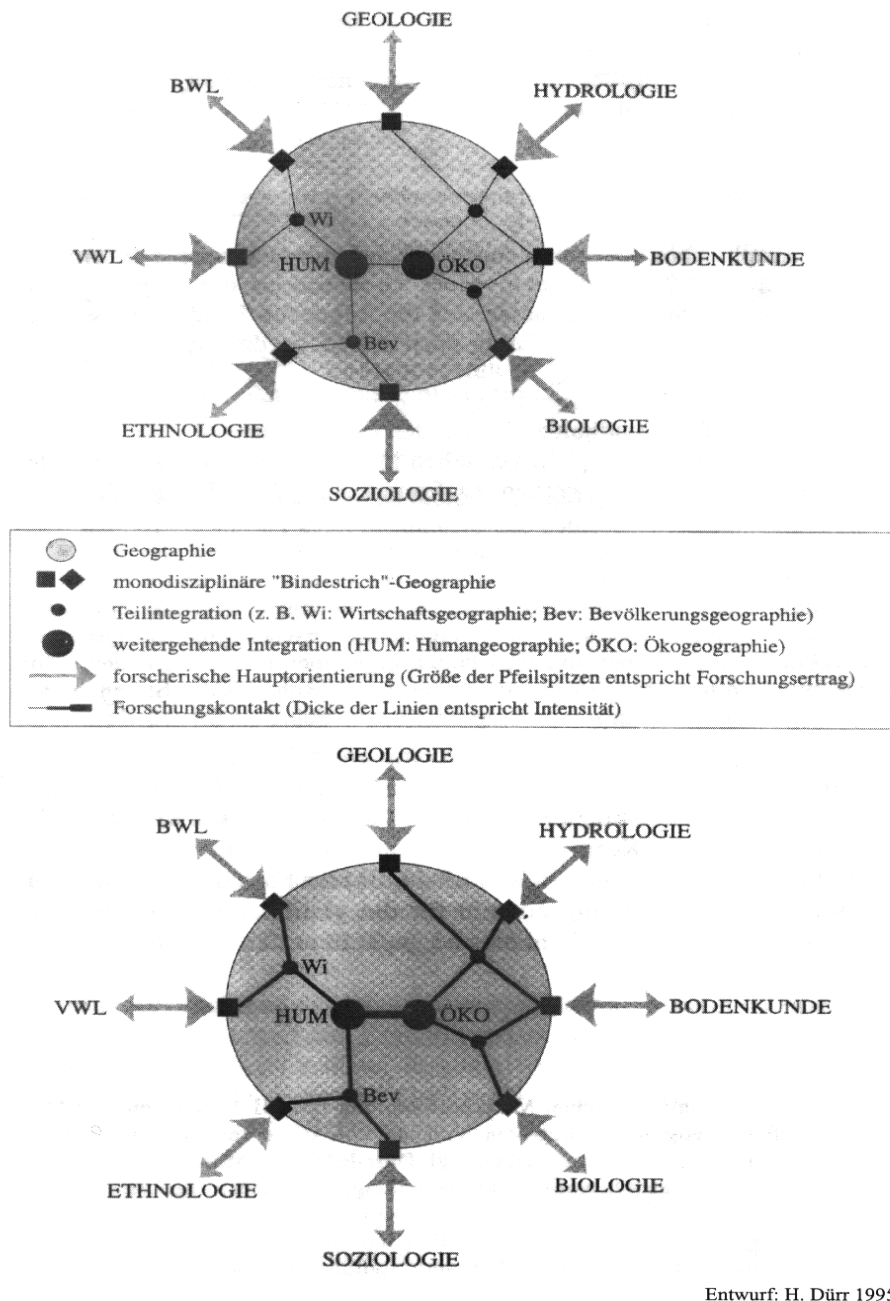 GEOLOGIE
BWL
HYDROLOGIE
Wi
VWL
HUM
ÖKO
BODENKUNDE
Bev
ETHNOLOGIE
BIOLOGIE
SOZIOLOGIE
Geographie
monodisziplinäre "Bindestrich"-Geographie
Teilintegration (z. B. Wi: Wirtschaftsgeographie; Bev: Bevölkerungsgeographie)
weitergehende Integration (HUM: Humangeographie; ÖKO: Ökogeographie)
forscherische Hauptorientierung (Größe der Pfeilspitzen entspricht Forschungsertrag)
Forschungskontakt (Dicke der Linien entspricht Intensität)
GEOLOGIE
BWL
HYDROLOGIE
Wi
VWL
HUM
ÖKO
BODENKUNDE
Bev
ETHNOLOGIE
BIOLOGIE
SOZIOLOGIE
Entwurf: H. Dürr 1995